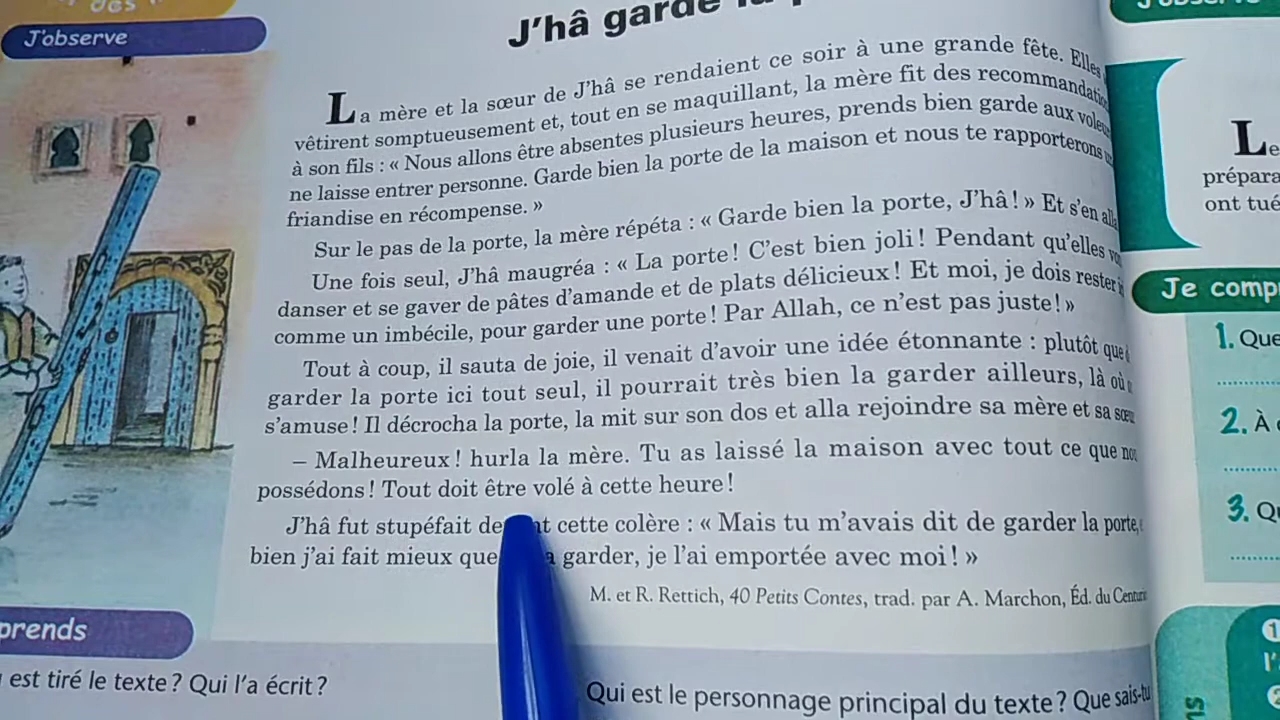 des
J'observe
J'hâ garde la
La mère et la sœur de J'hâ se rendaient ce soir à une grande fête. Elles
vêtirent somptueusement et, tout en se maquillant, la mère fit des
à son fils : « Nous allons être absentes plusieurs heures, prends bien garde aux
ne laisse entrer personne. Garde bien la porte de la maison et nous te rapporterons
friandise en récompense. »
Sur le pas de la porte, la mère répéta : « Garde bien la porte, J'hâ ! » Et s'en
Une fois seul, J'hâ maugréa : « La porte ! C'est bien joli ! Pendant qu'elles
danser et se gaver de pâtes d'amande et de plats délicieux ! Et moi, je dois rester
comme un imbécile, pour garder une porte ! Par Allah, ce n'est pas juste ! »
Tout à coup, il sauta de joie, il venait d'avoir une idée étonnante : plutôt que
garder la porte ici tout seul, il pourrait très bien la garder ailleurs, là où
s'amuse ! Il décrocha la porte, la mit sur son dos et alla rejoindre sa mère et sa
– Malheureux ! hurla la mère. Tu as laissé la maison avec tout ce que
possédons ! Tout doit être volé à cette heure !
J'hâ fut stupéfait cette colère : « Mais tu m'avais dit de garder la porte,
bien j'ai fait mieux que garder, je l'ai emportée avec moi ! »
M. et R. Rettich, 40 Petits Contes, trad. par A. Marchon, Éd. du
prends
est tiré le texte ? Qui l'a écrit ?
Qui est le personnage principal du texte ? Que sais-tu
Le
prépara
ont tué
Je comp
1. Que
2. À
3. Q
1
l'